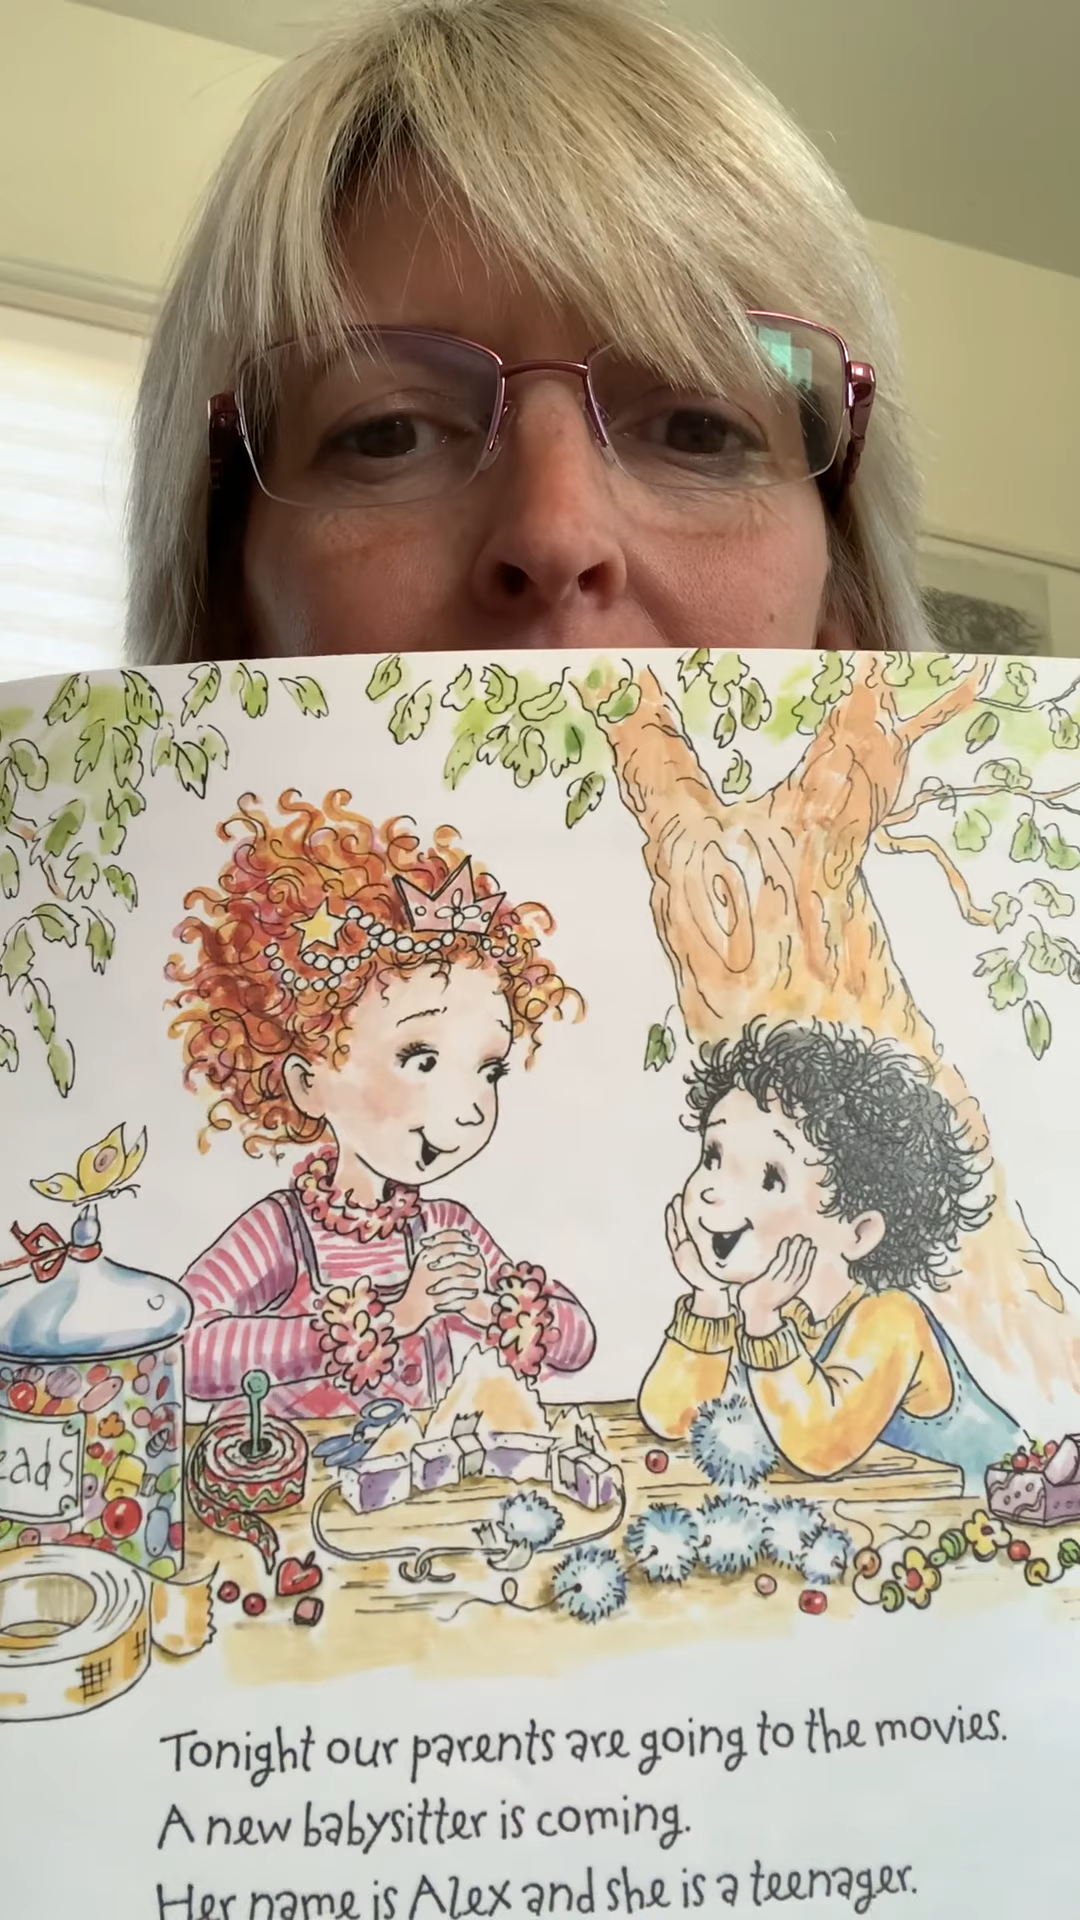 eads
Tonight our parents are going to the movies.
A new babysitter is coming.
Her name is Alex and she is a teenager.